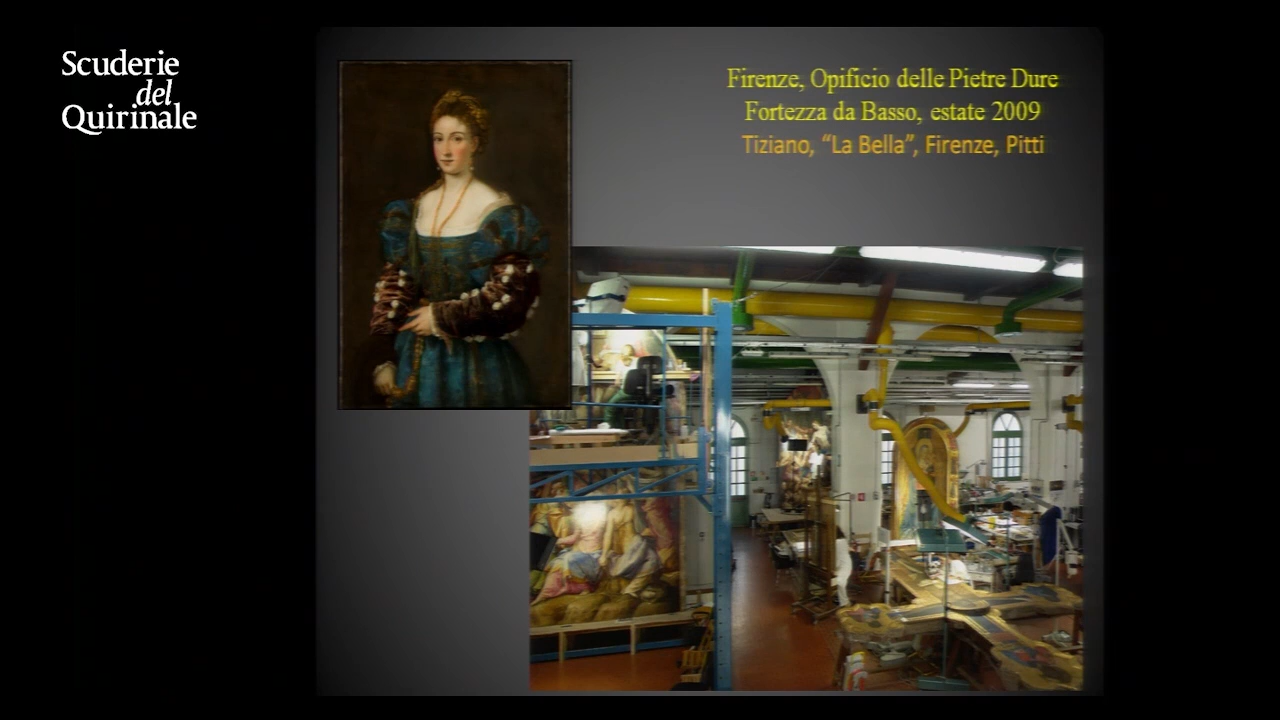 Scuderie
del
Quirinale
Firenze, Opificio delle Pietre Dure
Fortezza da Basso, estate 2009
Tiziano, “La Bella”, Firenze, Pitti